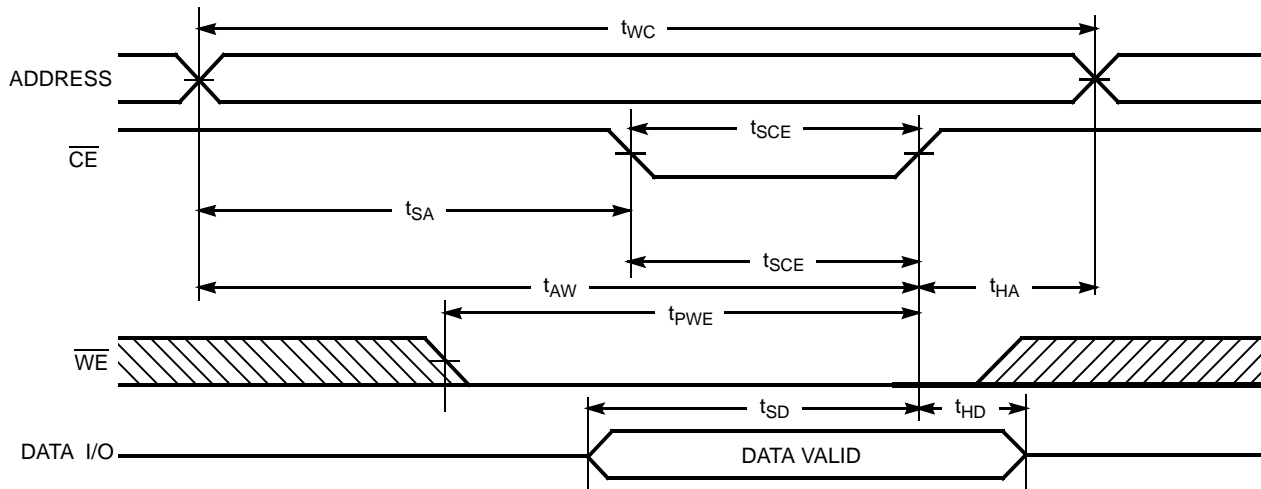 tWC
ADDRESS
tSCE
CE
tSA
tSCE
tAW
tHA
tPWE
WE
tSD
tHD
DATA I/O
DATA VALID